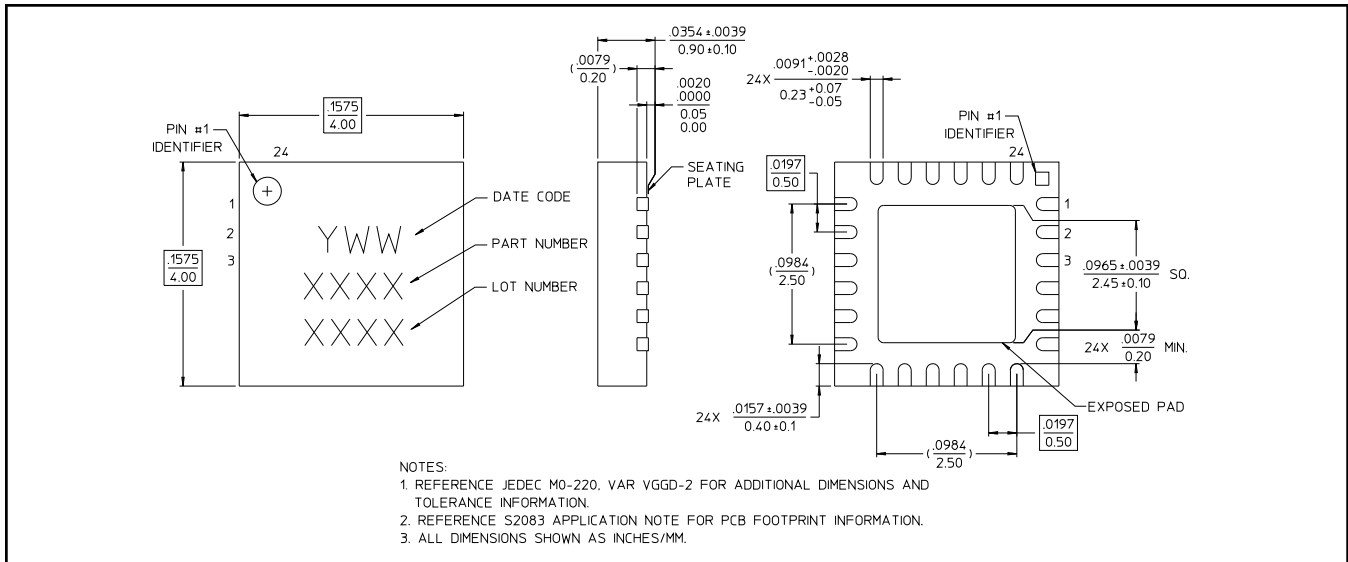 .0354 ±.0039
0.90 ±0.10
(.0079
0.20)
.0020
.0000
0.05
0.00
24X .0091 +.0028 -.0020
0.23 +0.07 -0.05
.1575
4.00
PIN #1
IDENTIFIER
24
1
2
3
.1575
4.00
YWW
XXXX
XXXX
DATE CODE
PART NUMBER
LOT NUMBER
SEATING
PLATE
PIN #1
IDENTIFIER
24
.0197
0.50
1
2
3
(.0984
2.50)
.0965 ±.0039
2.45 ±0.10 SQ.
24X .0079
0.20 MIN.
EXPOSED PAD
24X .0157 ±.0039
0.40 ±0.1
(.0984
2.50)
.0197
0.50
NOTES:
1. REFERENCE JEDEC M0-220, VAR VGGD-2 FOR ADDITIONAL DIMENSIONS AND
TOLERANCE INFORMATION.
2. REFERENCE S2083 APPLICATION NOTE FOR PCB FOOTPRINT INFORMATION.
3. ALL DIMENSIONS SHOWN AS INCHES/MM.